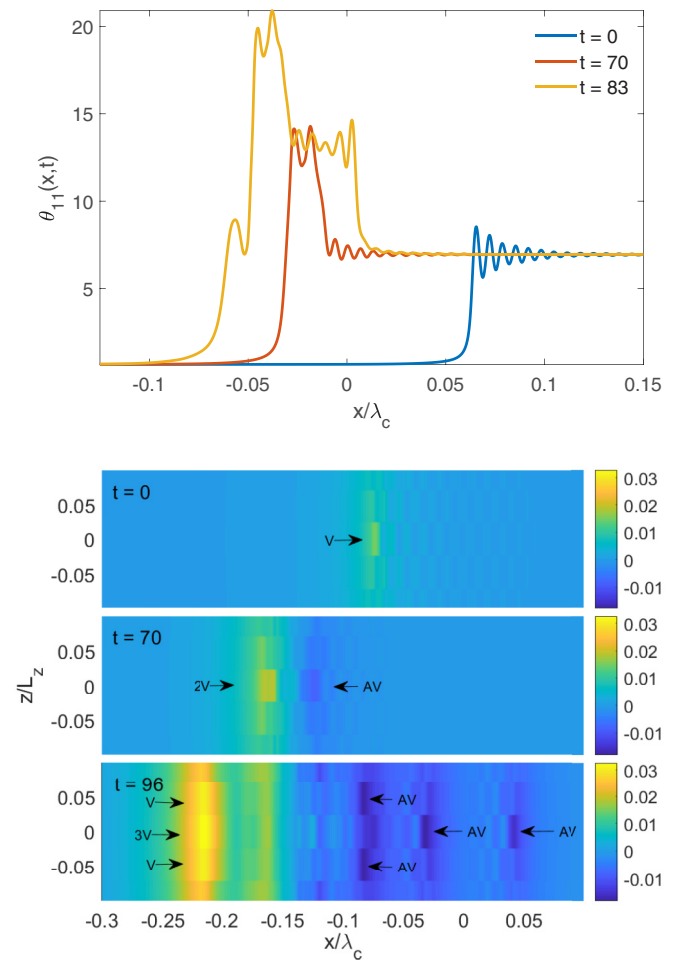 20
15
10
5
θ₁₁(x,t)
t = 0
t = 70
t = 83
-0.1 -0.05 0 0.05 0.1 0.15
x/λ_c
t = 0
0.05
0
-0.05
V
0.03
0.02
0.01
0
-0.01
t = 70
0.05
0
-0.05
2V
AV
0.03
0.02
0.01
0
-0.01
z/L_z
t = 96
0.05
0
-0.05
V
3V
V
AV
AV
AV
AV
0.03
0.02
0.01
0
-0.01
-0.3 -0.25 -0.2 -0.15 -0.1 -0.05 0 0.05
x/λ_c